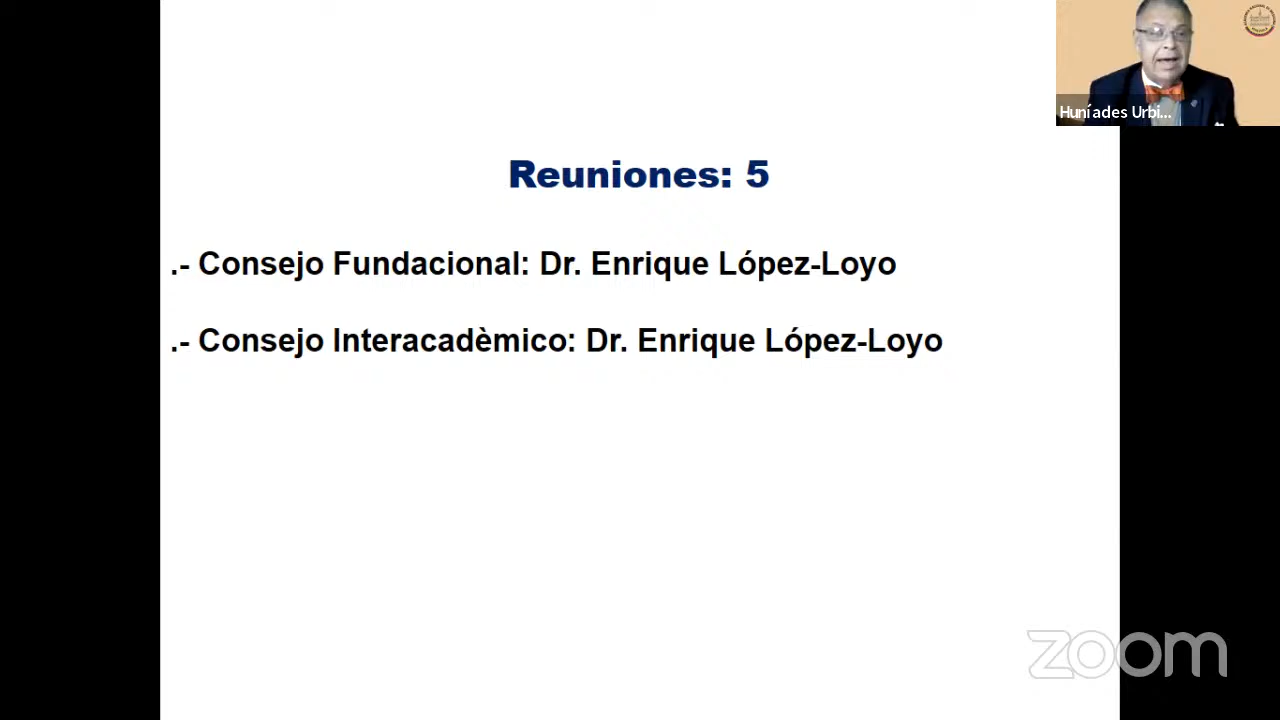 Huníades Urbi...
Reuniones: 5
.- Consejo Fundacional: Dr. Enrique López-Loyo
.- Consejo Interacadèmico: Dr. Enrique López-Loyo
zoom